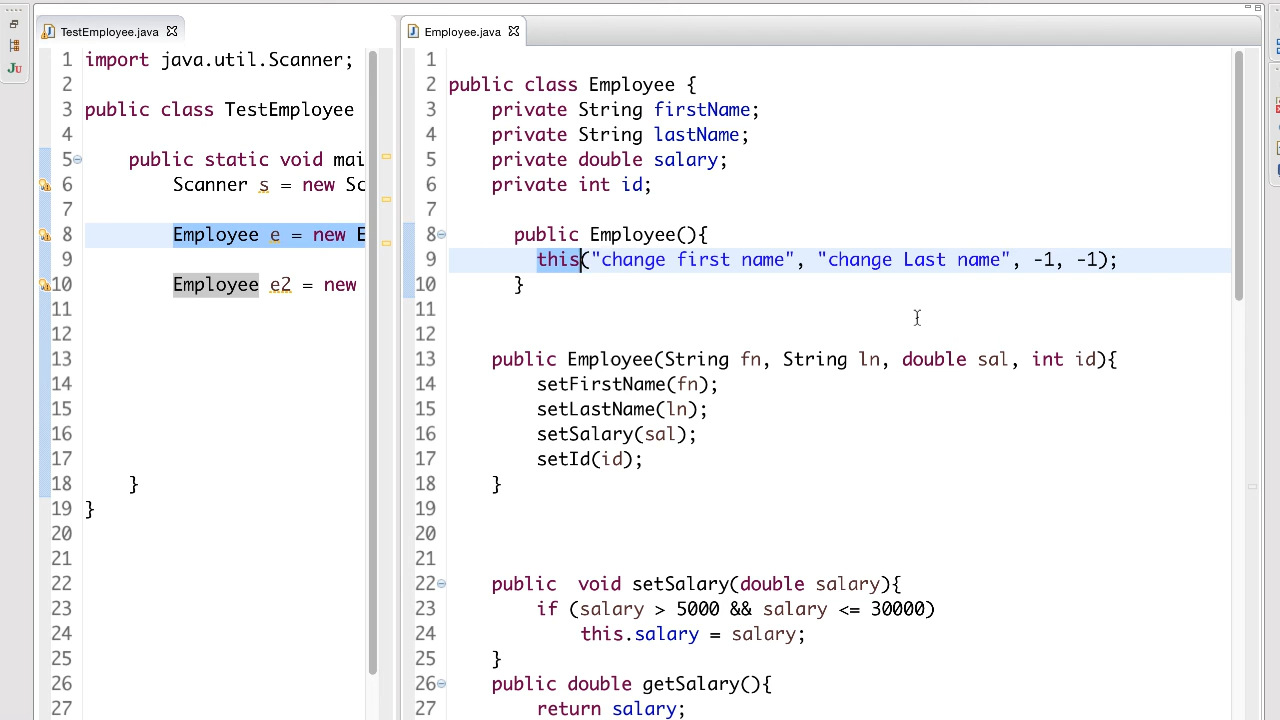 TestEmployee.java
1 import java.util.Scanner;
2
3 public class TestEmployee
4
5 public static void mai
6 Scanner s = new Sc
7
8 Employee e = new E
9
10 Employee e2 = new
11
12
13
14
15
16
17
18 }
19 }
20
21
22
23
24
25
26
27
Employee.java
1
2 public class Employee {
3 private String firstName;
4 private String lastName;
5 private double salary;
6 private int id;
7
8 public Employee(){
9 this("change first name", "change Last name", -1, -1);
10 }
11
12
13 public Employee(String fn, String ln, double sal, int id){
14 setFirstName(fn);
15 setLastName(ln);
16 setSalary(sal);
17 setId(id);
18 }
19
20
21
22 public  void setSalary(double salary){
23 if (salary > 5000 && salary <= 30000)
24 this.salary = salary;
25 }
26 public double getSalary(){
27 return salary;